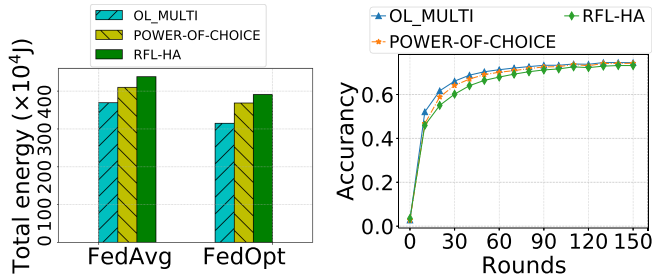 OL_MULTI
POWER-OF-CHOICE
RFL-HA
Total energy (×10⁴J)
0 100 200 300 400
FedAvg FedOpt
OL_MULTI RFL-HA
POWER-OF-CHOICE
Accurancy
0.6
0.4
0.2
0.0
0 30 60 90 120 150
Rounds